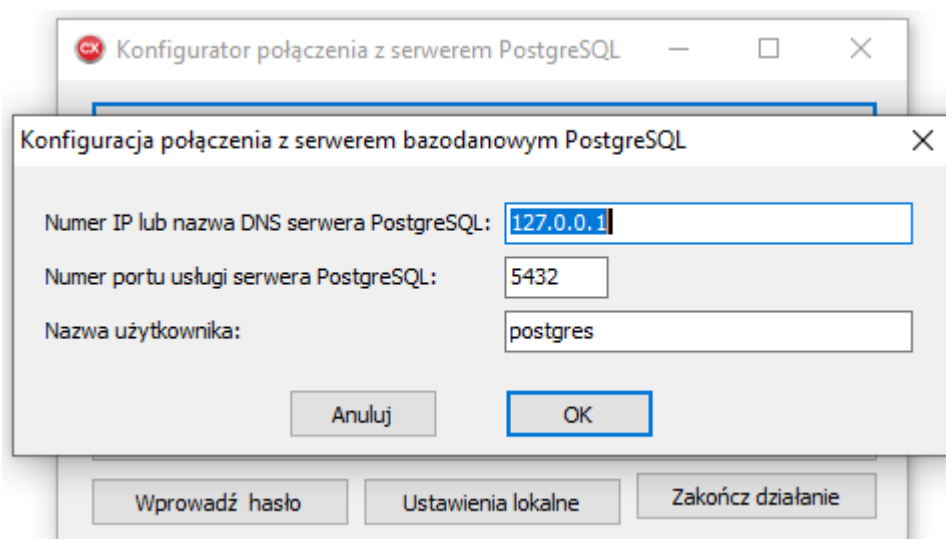 CX Konfigurator połączenia z serwerem PostgreSQL
Konfiguracja połączenia z serwerem bazodanowym PostgreSQL
Numer IP lub nazwa DNS serwera PostgreSQL: 127.0.0.1
Numer portu usługi serwera PostgreSQL: 5432
Nazwa użytkownika: postgres
Anuluj OK
Wprowadź hasło Ustawienia lokalne Zakończ działanie